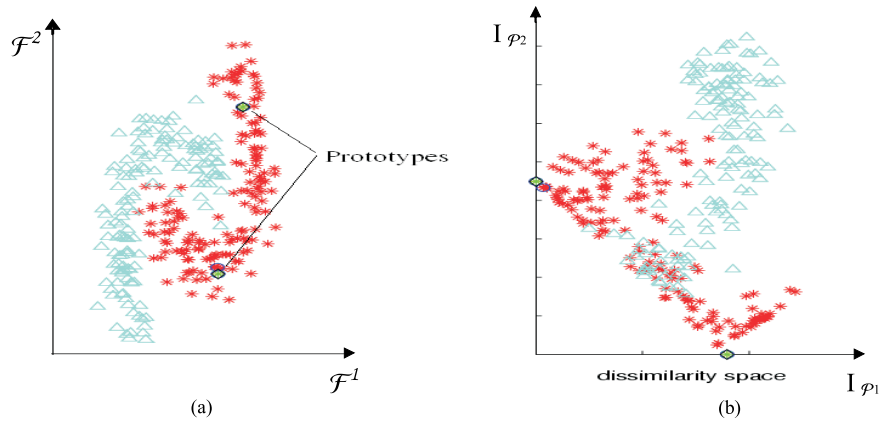 ℱ²
Prototypes
ℱ¹
(a)
I 𝒫₂
dissimilarity space
I 𝒫₁
(b)